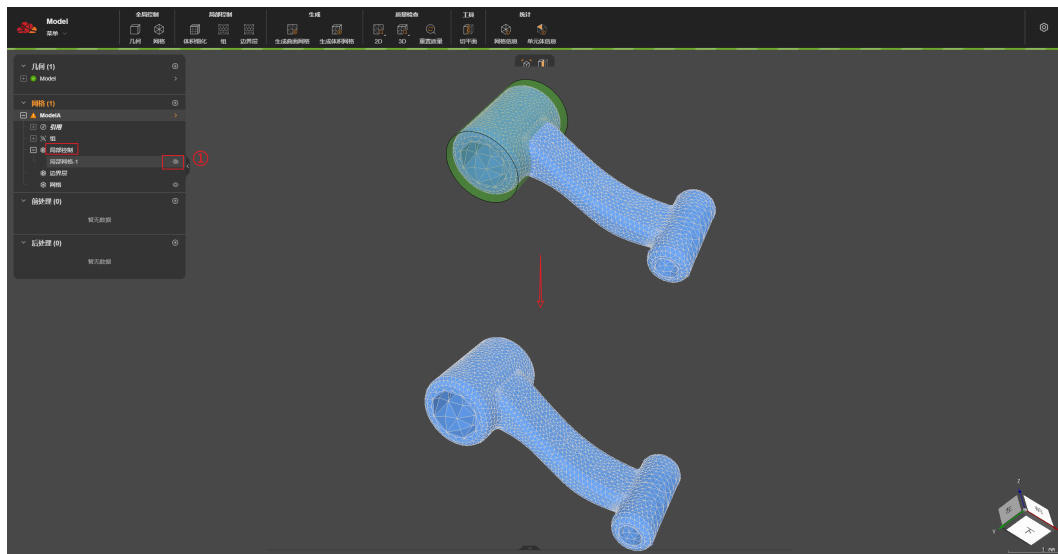 Model
菜单
全局控制
局部控制
生成
质量检查
工具
统计
几何
网格
体积细化
组
边界层
生成曲面网格
生成体积网格
2D
3D
重置质量
切平面
网格信息
单元体信息
几何 (1)
Model
网格 (1)
ModelA
引用
组
局部控制
局部网格-1
①
边界层
网格
前处理 (0)
暂无数据
后处理 (0)
暂无数据
Z
左
下
Y